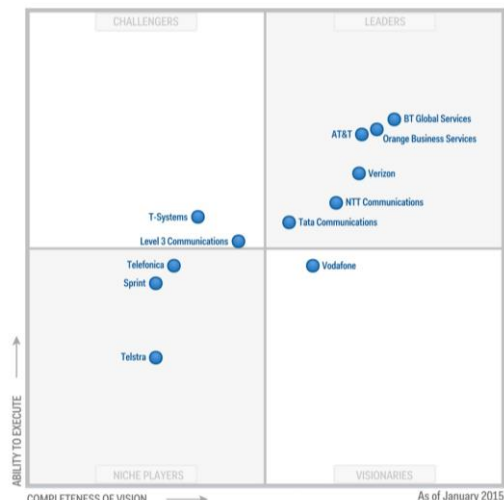 CHALLENGERS
LEADERS
BT Global Services
AT&T
Orange Business Services
Verizon
NTT Communications
T-Systems
Tata Communications
Level 3 Communications
Telefonica
Vodafone
Sprint
Telstra
ABILITY TO EXECUTE
NICHE PLAYERS
VISIONARIES
COMPLETENESS OF VISION
As of January 2015